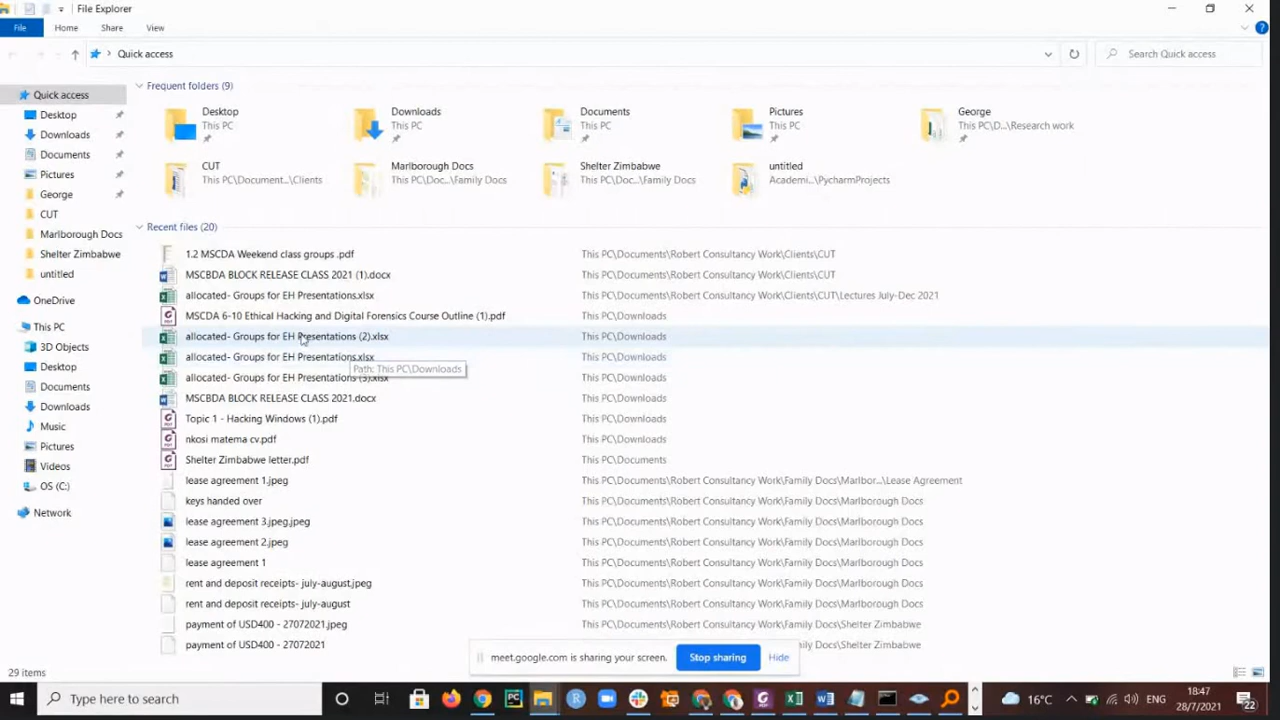 File Explorer
File Home Share View
Quick access Search Quick access
Quick access
Desktop
Downloads
Documents
Pictures
George
CUT
Marlborough Docs
Shelter Zimbabwe
untitled
OneDrive
This PC
3D Objects
Desktop
Documents
Downloads
Music
Pictures
Videos
OS (C:)
Network
Frequent folders (9)
Desktop
This PC
Downloads
This PC
Documents
This PC
Pictures
This PC
George
This PC\D...\Research work
CUT
This PC\Document...\Clients
Marlborough Docs
This PC\Doc...\Family Docs
Shelter Zimbabwe
This PC\Doc...\Family Docs
untitled
Academi...\PycharmProjects
Recent files (20)
1.2 MSCDA Weekend class groups .pdf This PC\Documents\Robert Consultancy Work\Clients\CUT
MSCBDA BLOCK RELEASE CLASS 2021 (1).docx This PC\Documents\Robert Consultancy Work\Clients\CUT
allocated- Groups for EH Presentations.xlsx This PC\Documents\Robert Consultancy Work\Clients\CUT\Lectures July-Dec 2021
MSCDA 6-10 Ethical Hacking and Digital Forensics Course Outline (1).pdf This PC\Downloads
allocated- Groups for EH Presentations (2).xlsx This PC\Downloads
allocated- Groups for EH Presentations.xlsx This PC\Downloads
Path: This PC\Downloads
allocated- Groups for EH Presentations (3).xlsx This PC\Downloads
MSCBDA BLOCK RELEASE CLASS 2021.docx This PC\Downloads
Topic 1 - Hacking Windows (1).pdf This PC\Downloads
nkosi matema cv.pdf This PC\Downloads
Shelter Zimbabwe letter.pdf This PC\Documents
lease agreement 1.jpeg This PC\Documents\Robert Consultancy Work\Family Docs\Marlbor...\Lease Agreement
keys handed over This PC\Documents\Robert Consultancy Work\Family Docs\Marlborough Docs
lease agreement 3.jpeg.jpeg This PC\Documents\Robert Consultancy Work\Family Docs\Marlborough Docs
lease agreement 2.jpeg This PC\Documents\Robert Consultancy Work\Family Docs\Marlborough Docs
lease agreement 1 This PC\Documents\Robert Consultancy Work\Family Docs\Marlborough Docs
rent and deposit receipts- july-august.jpeg This PC\Documents\Robert Consultancy Work\Family Docs\Marlborough Docs
rent and deposit receipts- july-august This PC\Documents\Robert Consultancy Work\Family Docs\Marlborough Docs
payment of USD400 - 27072021.jpeg This PC\Documents\Robert Consultancy Work\Family Docs\Shelter Zimbabwe
payment of USD400 - 27072021 This PC\Documents\Robert Consultancy Work\Family Docs\Shelter Zimbabwe
meet.google.com is sharing your screen. Stop sharing Hide
29 items
Type here to search 16°C ENG 18:47
28/7/2021 22